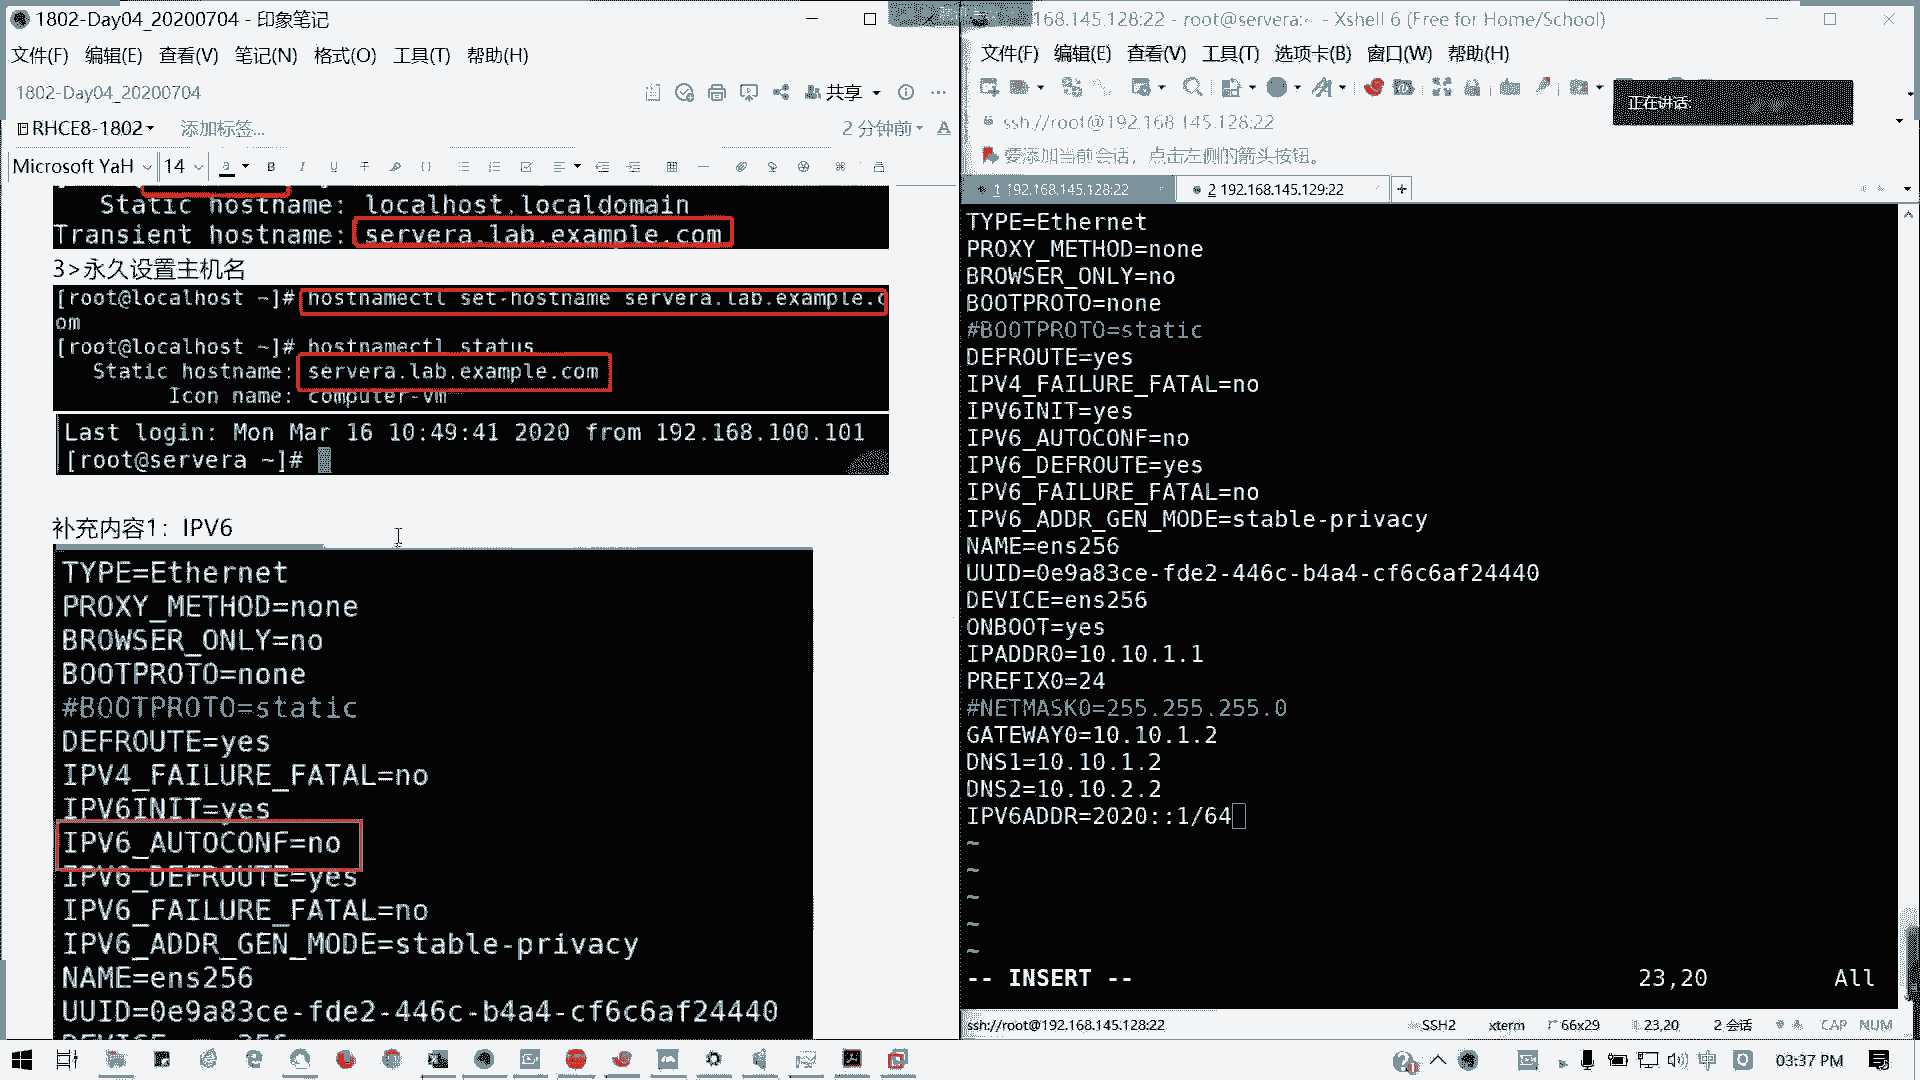 1802-Day04_20200704 - 印象笔记
文件(F) 编辑(E) 查看(V) 笔记(N) 格式(O) 工具(T) 帮助(H)
1802-Day04_20200704
共享
RHCE8-1802
添加标签...
2 分钟前
Microsoft YaH
14
Static hostname: localhost.localdomain
Transient hostname: servera.lab.example.com
3>永久设置主机名
[root@localhost ~]# hostnamectl set-hostname servera.lab.example.c
om
[root@localhost ~]# hostnamectl status
Static hostname: servera.lab.example.com
Icon name: computer-vm
Last login: Mon Mar 16 10:49:41 2020 from 192.168.100.101
[root@servera ~]#
补充内容1：IPV6
TYPE=Ethernet
PROXY_METHOD=none
BROWSER_ONLY=no
BOOTPROTO=none
#BOOTPROTO=static
DEFROUTE=yes
IPV4_FAILURE_FATAL=no
IPV6INIT=yes
IPV6_AUTOCONF=no
IPV6_DEFROUTE=yes
IPV6_FAILURE_FATAL=no
IPV6_ADDR_GEN_MODE=stable-privacy
NAME=ens256
UUID=0e9a83ce-fde2-446c-b4a4-cf6c6af24440
168.145.128:22 - root@servera:~ - Xshell 6 (Free for Home/School)
文件(F) 编辑(E) 查看(V) 工具(T) 选项卡(B) 窗口(W) 帮助(H)
正在讲话:
ssh://root@192.168.145.128:22
要添加当前会话，点击左侧的箭头按钮。
1 192.168.145.128:22
2 192.168.145.129:22
TYPE=Ethernet
PROXY_METHOD=none
BROWSER_ONLY=no
BOOTPROTO=none
#BOOTPROTO=static
DEFROUTE=yes
IPV4_FAILURE_FATAL=no
IPV6INIT=yes
IPV6_AUTOCONF=no
IPV6_DEFROUTE=yes
IPV6_FAILURE_FATAL=no
IPV6_ADDR_GEN_MODE=stable-privacy
NAME=ens256
UUID=0e9a83ce-fde2-446c-b4a4-cf6c6af24440
DEVICE=ens256
ONBOOT=yes
IPADDR0=10.10.1.1
PREFIX0=24
#NETMASK0=255.255.255.0
GATEWAY0=10.10.1.2
DNS1=10.10.1.2
DNS2=10.10.2.2
IPV6ADDR=2020::1/64
~
~
~
~
~
-- INSERT -- 23,20 All
ssh://root@192.168.145.128:22
SSH2
xterm
66x29
23,20
2 会话
CAP
NUM
中
03:37 PM